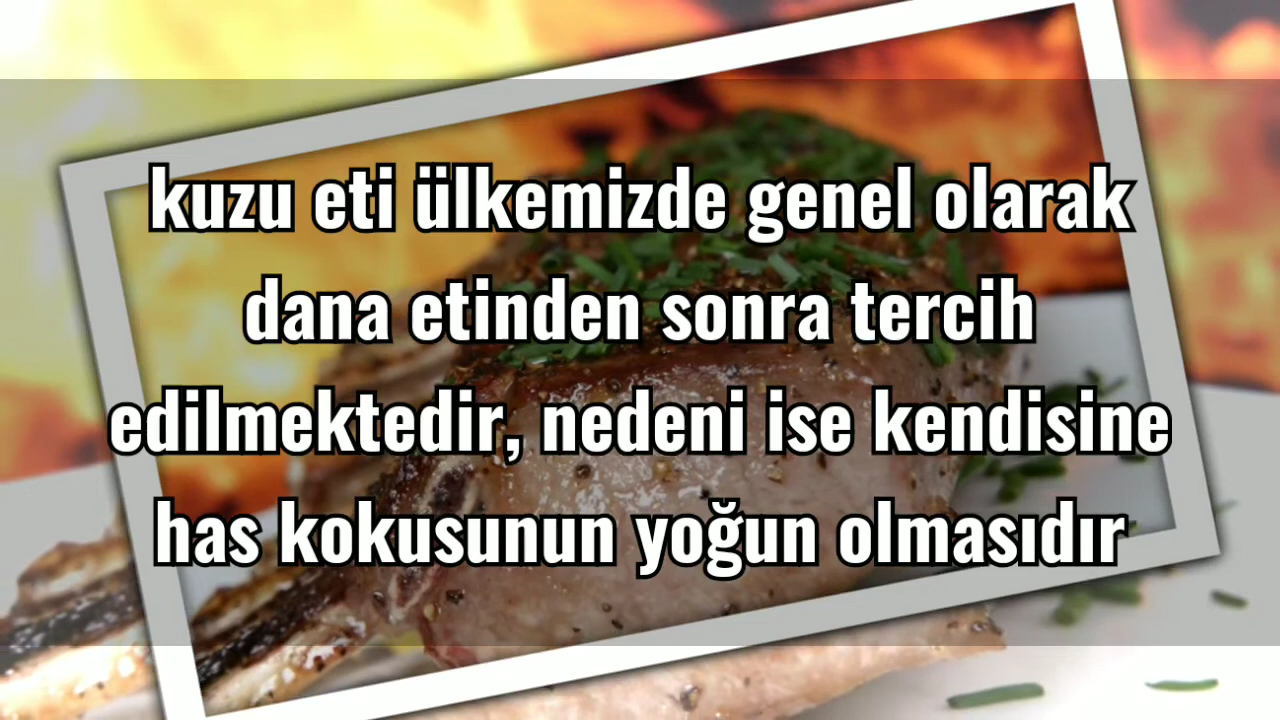 kuzu eti ülkemizde genel olarak
dana etinden sonra tercih
edilmektedir, nedeni ise kendisine
has kokusunun yoğun olmasıdır